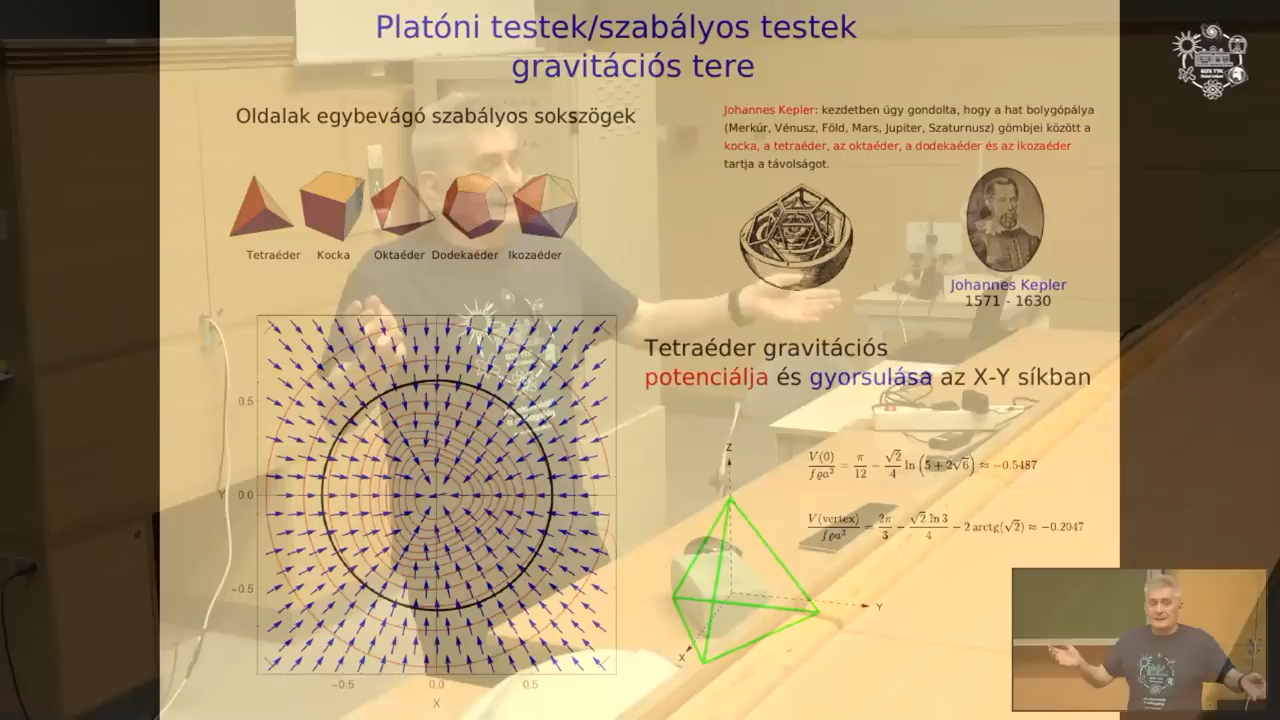 Platóni testek/szabályos testek
gravitációs tere
Oldalak egybevágó szabályos sokszögek
Tetraéder Kocka Oktaéder Dodekaéder Ikozaéder
Johannes Kepler: kezdetben úgy gondolta, hogy a hat bolygópálya
(Merkúr, Vénusz, Föld, Mars, Jupiter, Szaturnusz) gömbjei között a
kocka, a tetraéder, az oktaéder, a dodekaéder és az ikozaéder
tartja a távolságot.
Johannes Kepler
1571 - 1630
Tetraéder gravitációs
potenciálja és gyorsulása az X-Y síkban
V(0)/fϱa² = π/12 − √2/4 ln (5 + 2√6) ≈ −0.5487
V(vertex)/fϱa² = 2π/3 − √2 ln 3/4 − 2 arctg(√2) ≈ −0.2047
Z
Y
X
Y
0.5
0.0
−0.5
−0.5 0.0 0.5
X
ELTE TTK